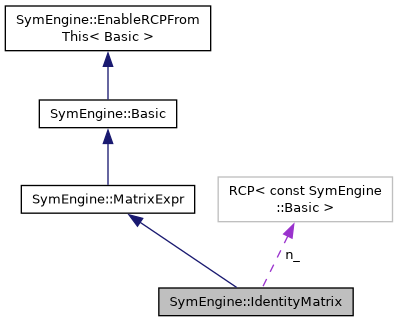 SymEngine::EnableRCPFrom
This< Basic >
SymEngine::Basic
SymEngine::MatrixExpr
RCP< const SymEngine
::Basic >
n_
SymEngine::IdentityMatrix